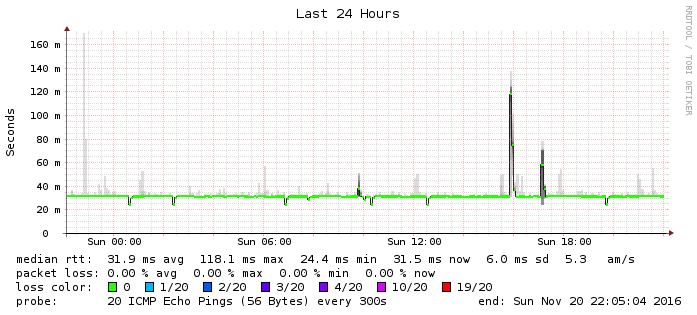 Last 24 Hours
RRDTOOL / TOBI OETIKER
Seconds
160 m
140 m
120 m
100 m
80 m
60 m
40 m
20 m
0
Sun 00:00 Sun 06:00 Sun 12:00 Sun 18:00
median rtt: 31.9 ms avg 118.1 ms max 24.4 ms min 31.5 ms now 6.0 ms sd 5.3 am/s
packet loss: 0.00 % avg 0.00 % max 0.00 % min 0.00 % now
loss color: 0 1/20 2/20 3/20 4/20 10/20 19/20
probe: 20 ICMP Echo Pings (56 Bytes) every 300s end: Sun Nov 20 22:05:04 2016